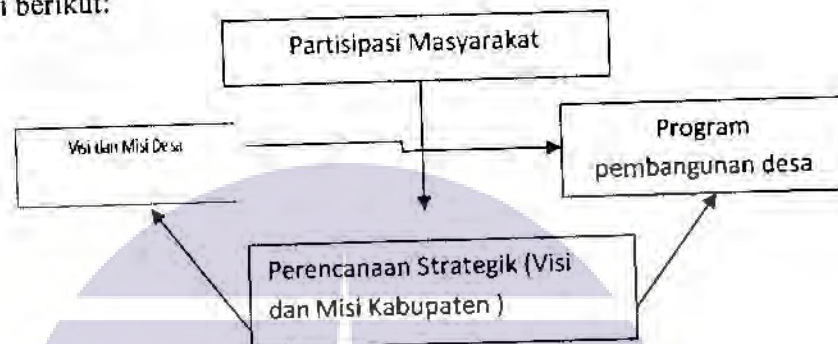 i berikut:
Partisipasi Masyarakat
Visi dan Misi Desa
Program
pembangunan desa
Perencanaan Strategik (Visi
dan Misi Kabupaten )